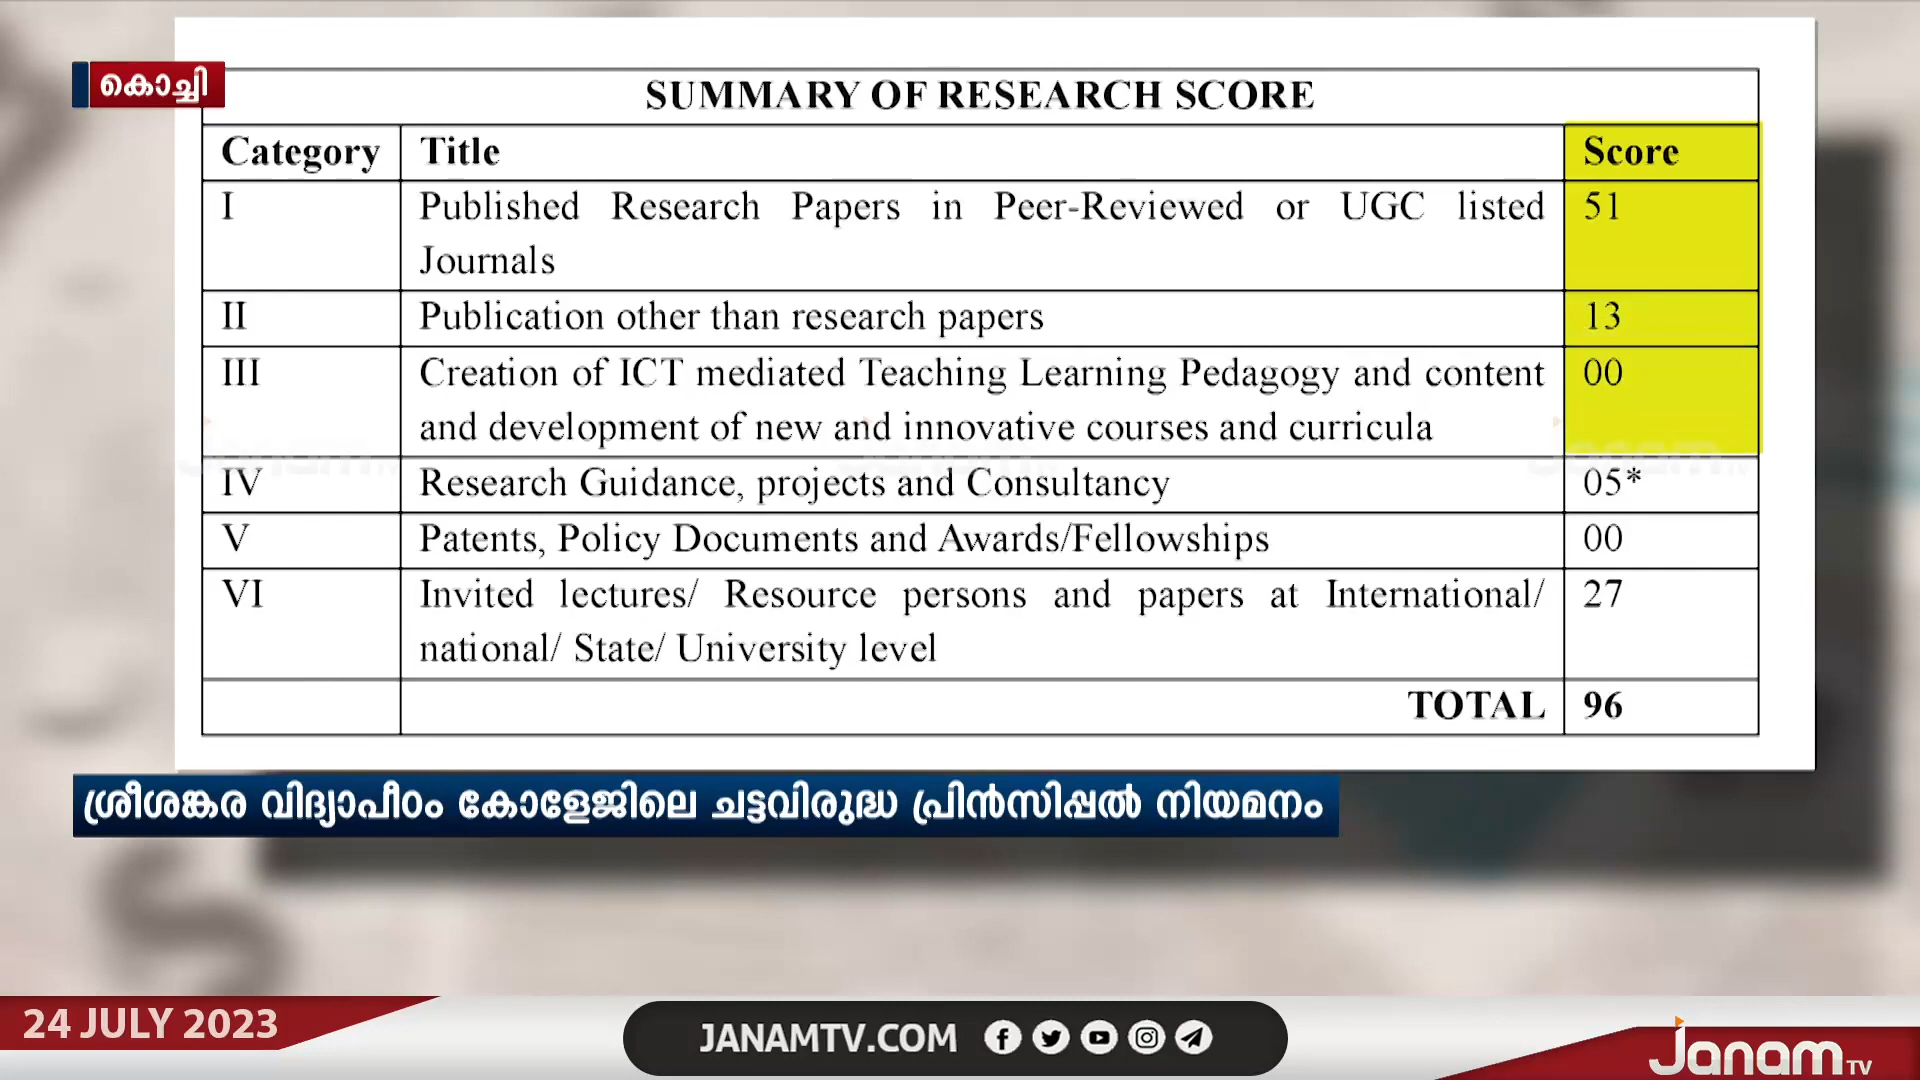 കൊച്ചി
SUMMARY OF RESEARCH SCORE
Category Title Score
I Published Research Papers in Peer-Reviewed or UGC listed 51
Journals
II Publication other than research papers 13
III Creation of ICT mediated Teaching Learning Pedagogy and content 00
and development of new and innovative courses and curricula
IV Research Guidance, projects and Consultancy 05*
V Patents, Policy Documents and Awards/Fellowships 00
VI Invited lectures/ Resource persons and papers at International/ 27
national/ State/ University level
TOTAL 96
ശ്രീശങ്കര വിദ്യാപീഠം കോളേജിലെ ചട്ടവിരുദ്ധ പ്രിൻസിപ്പൽ നിയമനം
24 JULY 2023
JANAMTV.COM
Janam TV